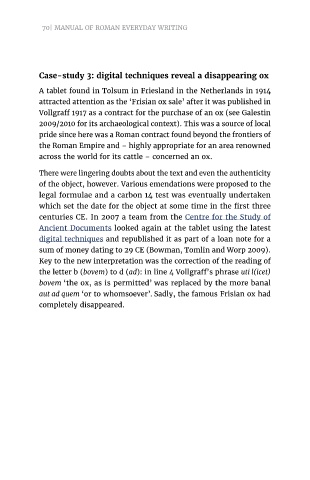 70| MANUAL OF ROMAN EVERYDAY WRITING
Case-study 3: digital techniques reveal a disappearing ox
A tablet found in Tolsum in Friesland in the Netherlands in 1914
attracted attention as the ‘Frisian ox sale’ after it was published in
Vollgraff 1917 as a contract for the purchase of an ox (see Galestin
2009/2010 for its archaeological context). This was a source of local
pride since here was a Roman contract found beyond the frontiers of
the Roman Empire and – highly appropriate for an area renowned
across the world for its cattle – concerned an ox.
There were lingering doubts about the text and even the authenticity
of the object, however. Various emendations were proposed to the
legal formulae and a carbon 14 test was eventually undertaken
which set the date for the object at some time in the first three
centuries CE. In 2007 a team from the Centre for the Study of
Ancient Documents looked again at the tablet using the latest
digital techniques and republished it as part of a loan note for a
sum of money dating to 29 CE (Bowman, Tomlin and Worp 2009).
Key to the new interpretation was the correction of the reading of
the letter b (bovem) to d (ad): in line 4 Vollgraff’s phrase uti l(icet)
bovem ‘the ox, as is permitted’ was replaced by the more banal
aut ad quem ‘or to whomsoever’. Sadly, the famous Frisian ox had
completely disappeared.